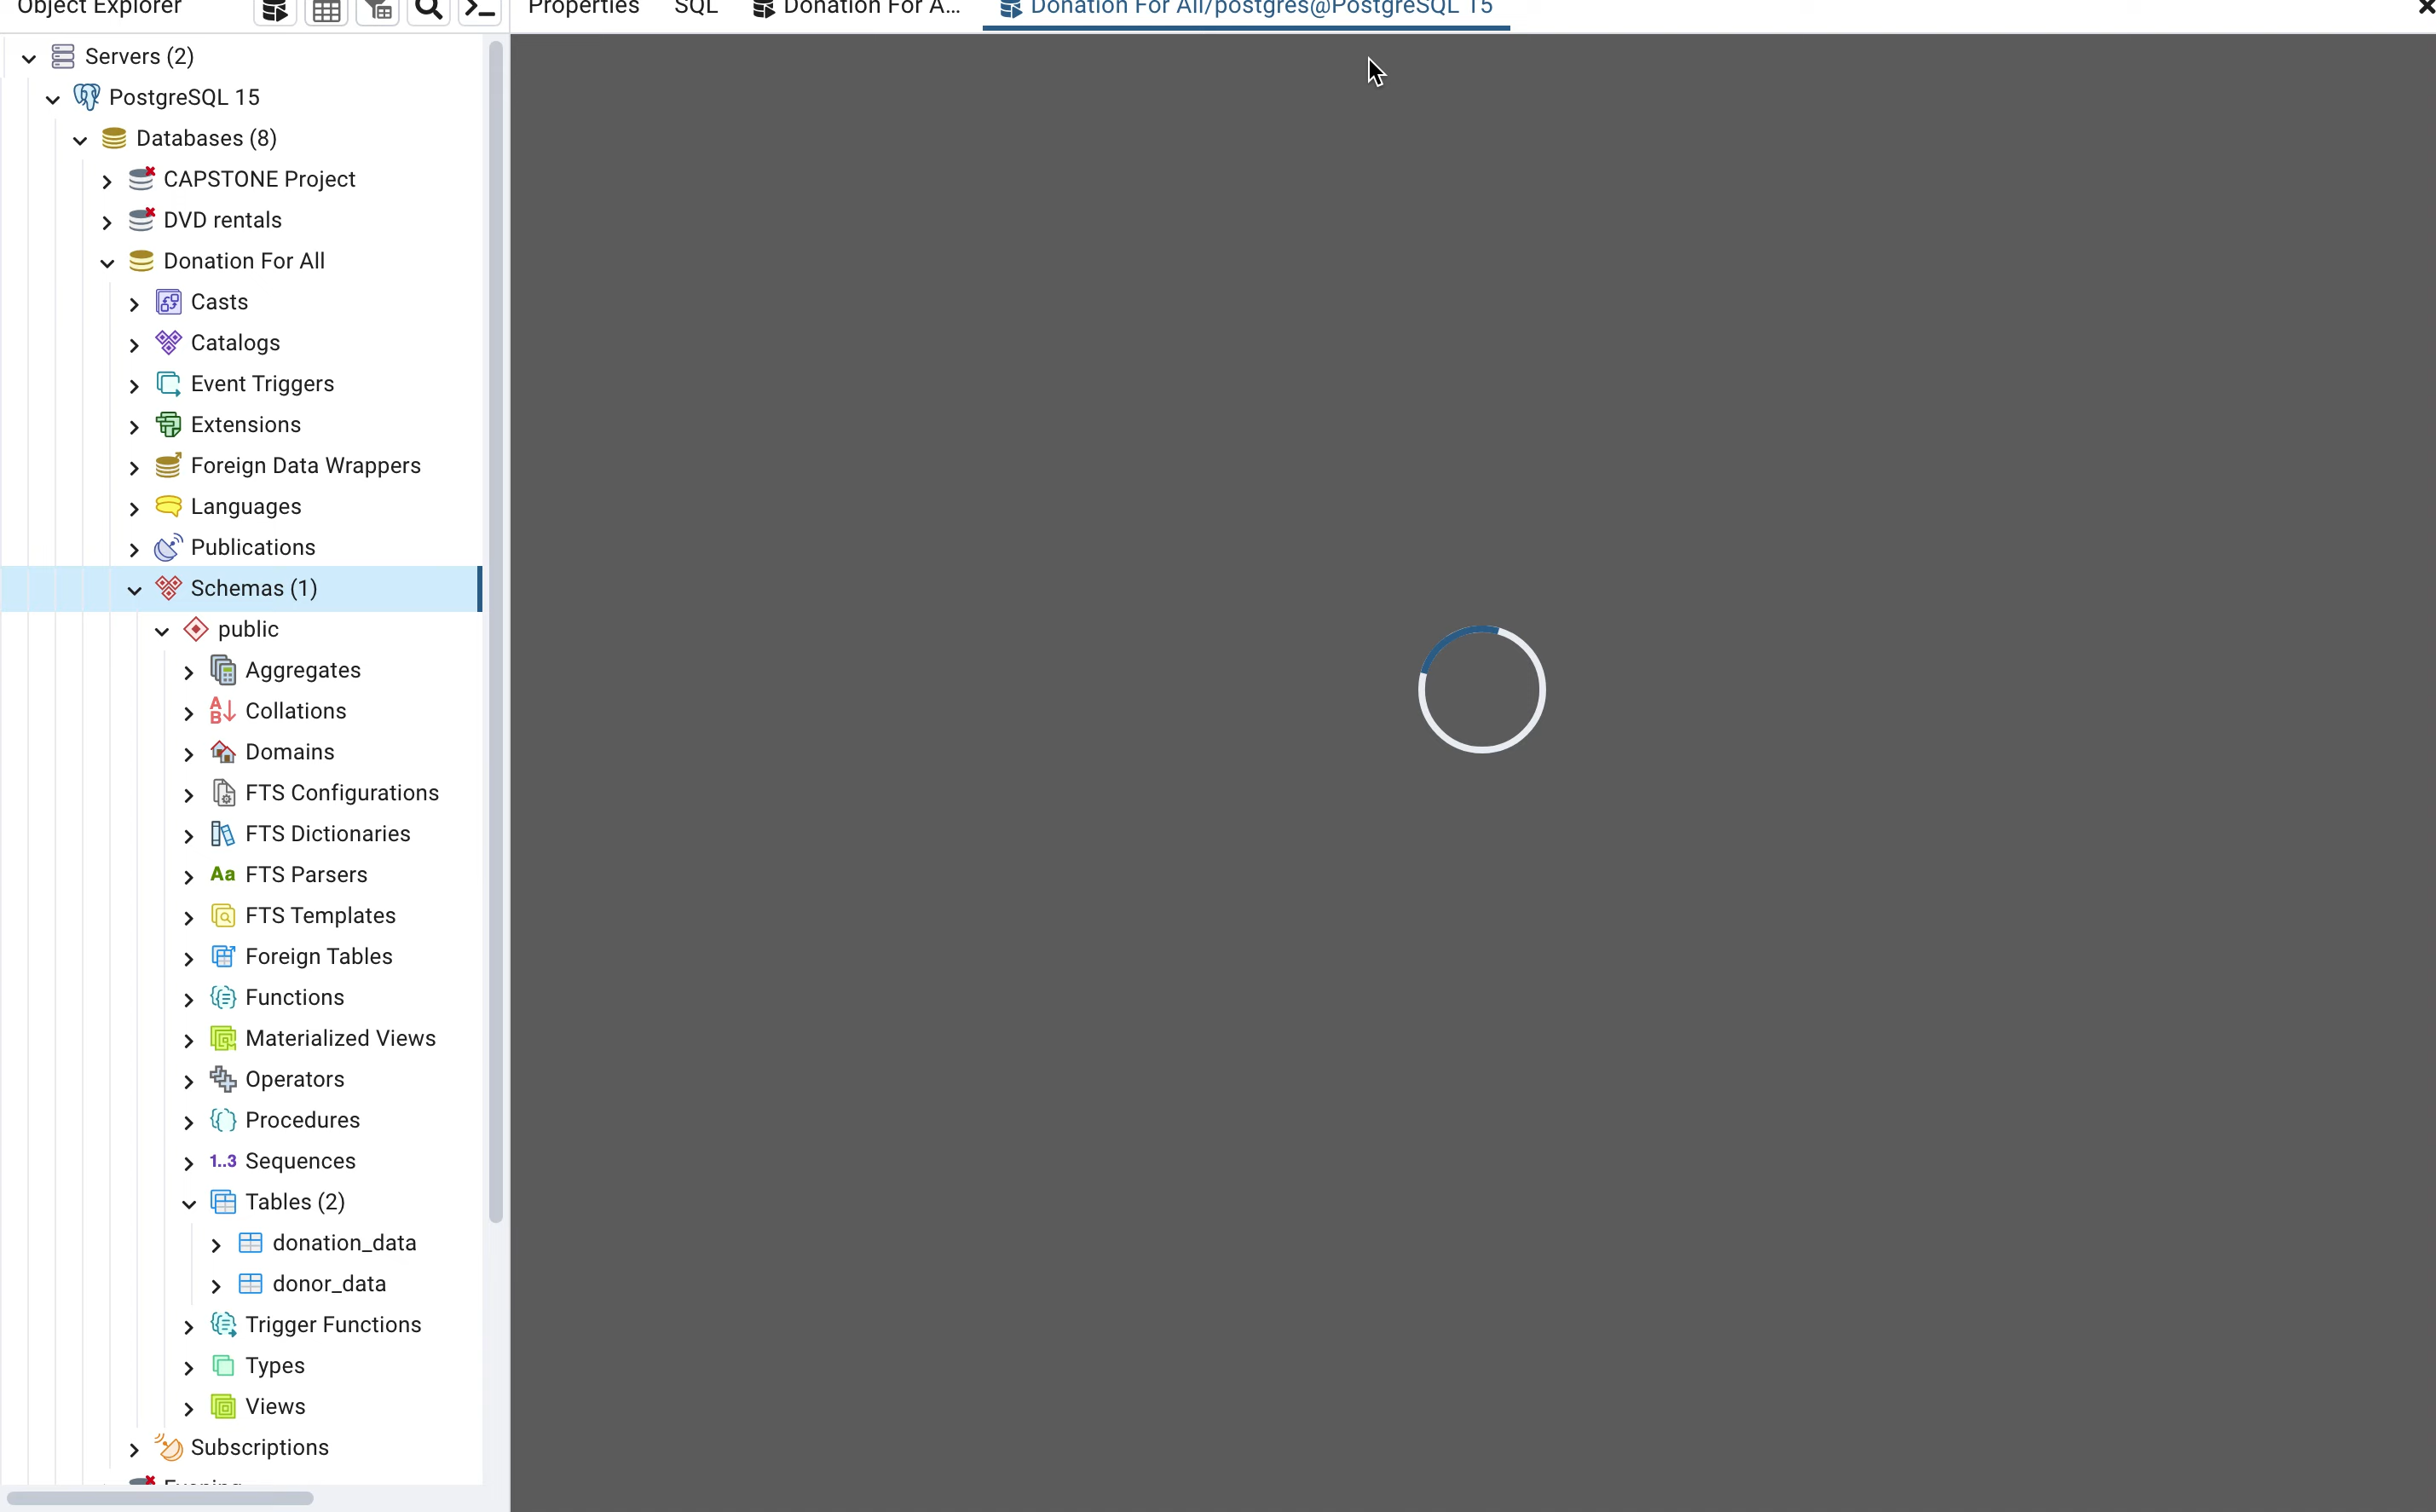 Object Explorer
Properties SQL Donation For A... Donation For All/postgres@PostgreSQL 15
Servers (2)
PostgreSQL 15
Databases (8)
CAPSTONE Project
DVD rentals
Donation For All
Casts
Catalogs
Event Triggers
Extensions
Foreign Data Wrappers
Languages
Publications
Schemas (1)
public
Aggregates
Collations
Domains
FTS Configurations
FTS Dictionaries
Aa FTS Parsers
FTS Templates
Foreign Tables
Functions
Materialized Views
Operators
Procedures
1..3 Sequences
Tables (2)
donation_data
donor_data
Trigger Functions
Types
Views
Subscriptions